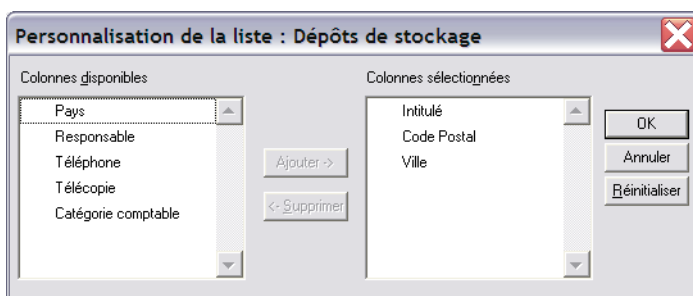 Personnalisation de la liste : Dépôts de stockage
Colonnes disponibles
Pays
Responsable
Téléphone
Télécopie
Catégorie comptable
Ajouter ->
<- Supprimer
Colonnes sélectionnées
Intitulé
Code Postal
Ville
OK
Annuler
Réinitialiser